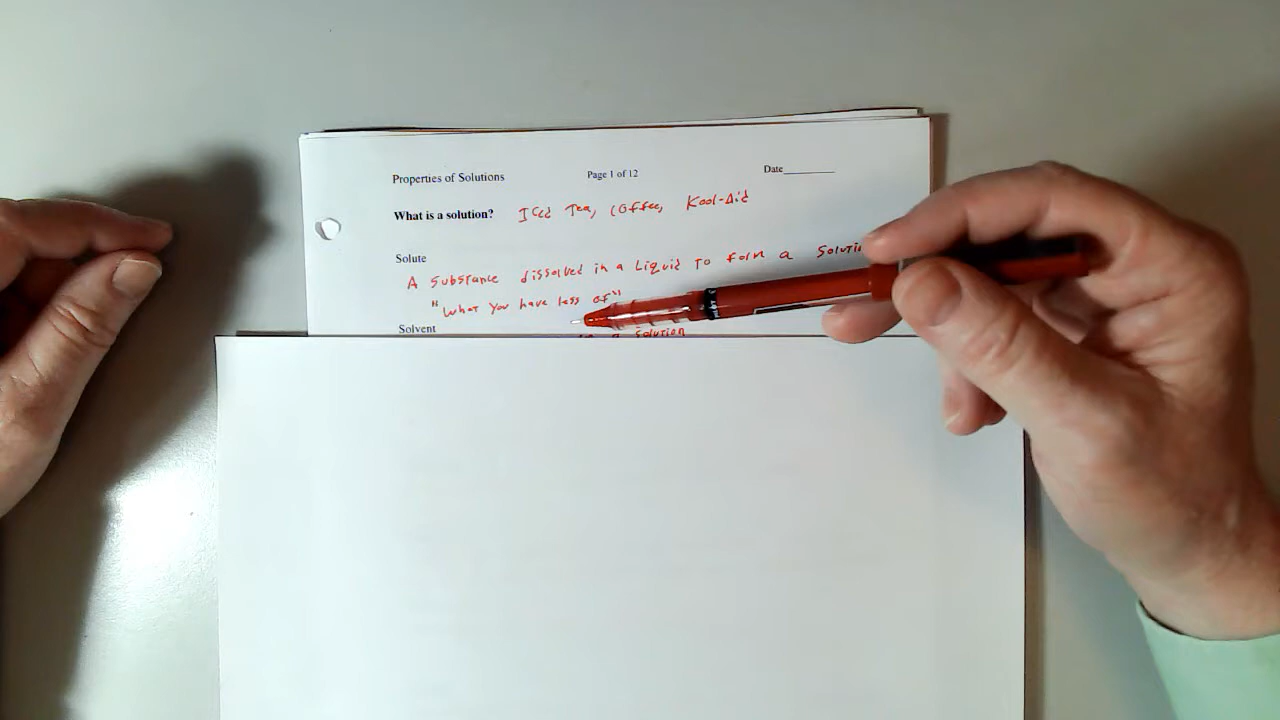 Properties of Solutions Page 1 of 12 Date______
What is a solution? Iced Tea, Coffee, Kool-Aid
Solute
A Substance dissolved in a Liquid To form a
"What you have less of"
Solvent
a Solution